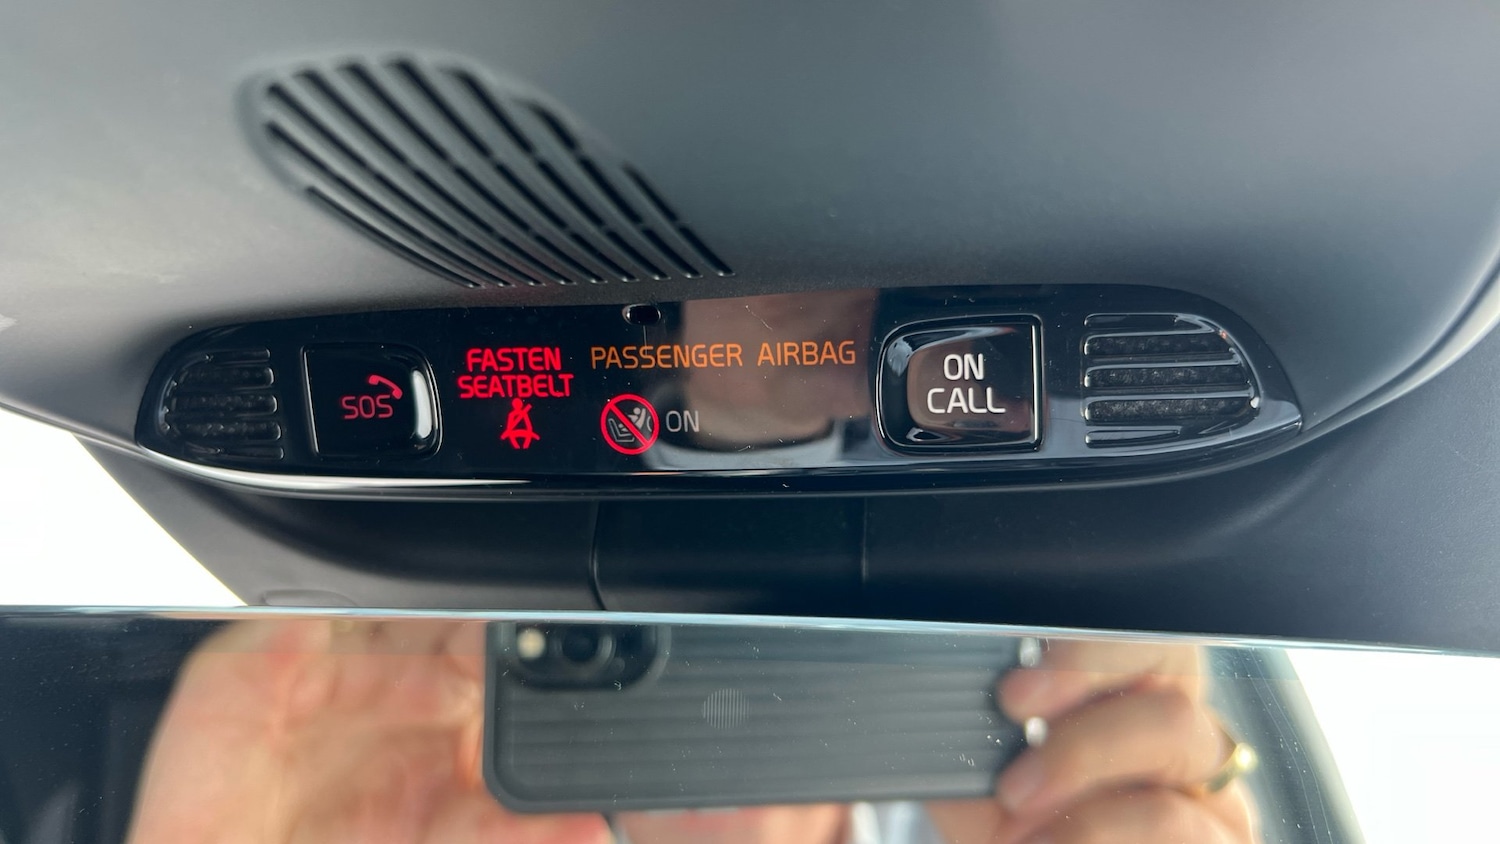 SOS
FASTEN
SEATBELT
PASSENGER AIRBAG
ON
ON
CALL